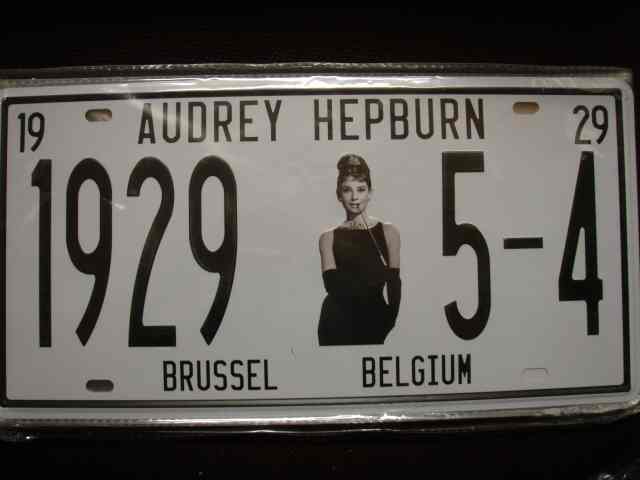 19 AUDREY HEPBURN 29
1929 5-4
BRUSSEL BELGIUM